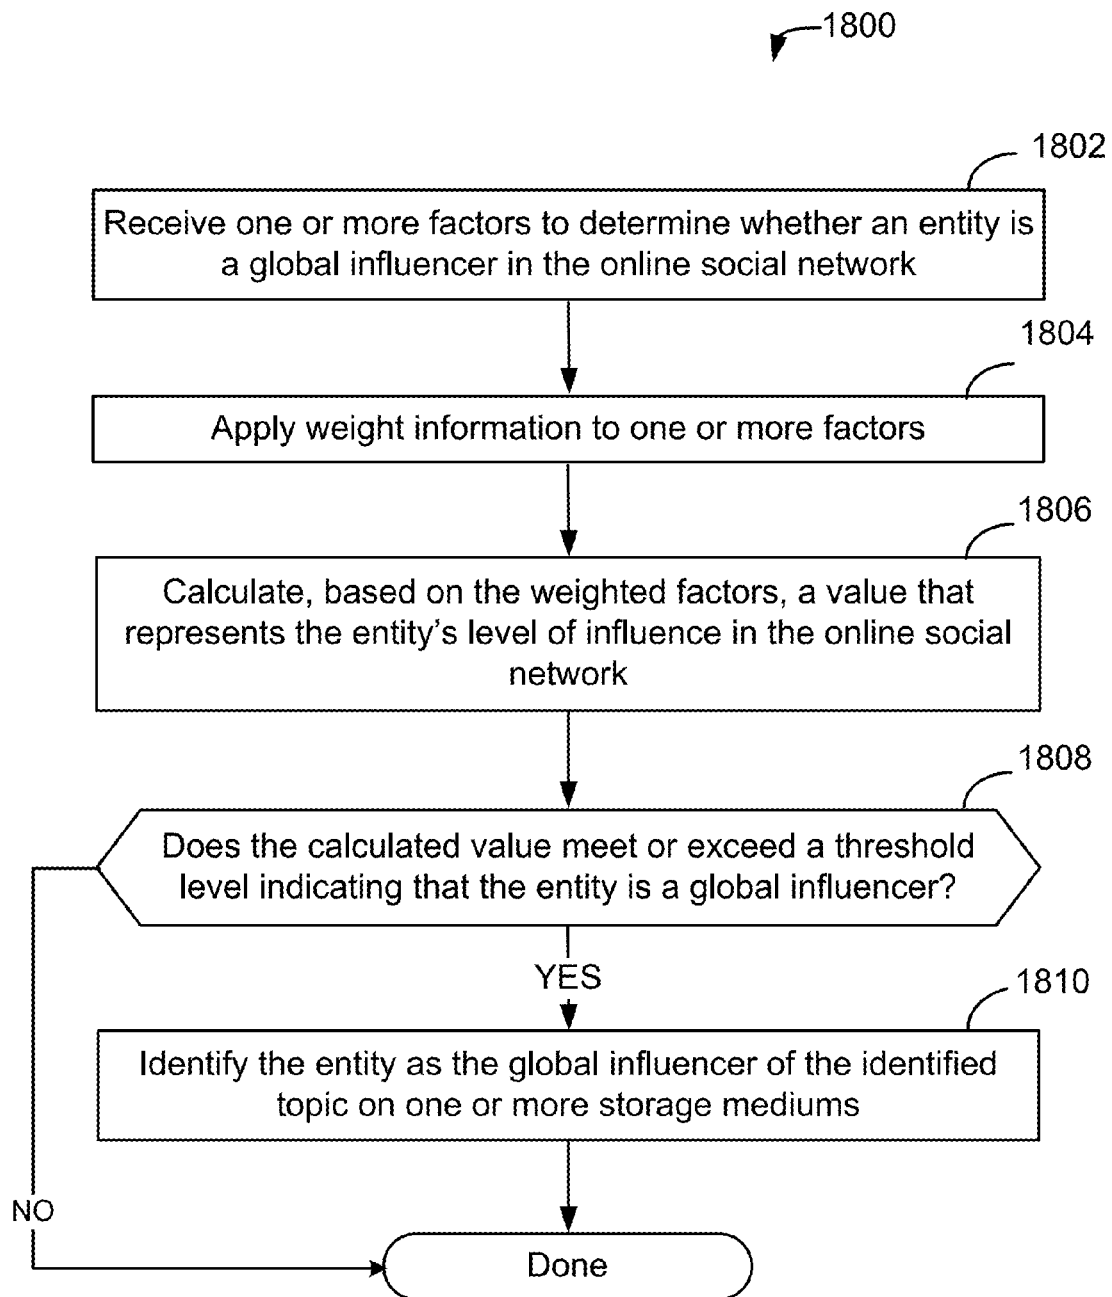 1800
1802
Receive one or more factors to determine whether an entity is
a global influencer in the online social network
1804
Apply weight information to one or more factors
1806
Calculate, based on the weighted factors, a value that
represents the entity's level of influence in the online social
network
1808
Does the calculated value meet or exceed a threshold
level indicating that the entity is a global influencer?
YES
1810
Identify the entity as the global influencer of the identified
topic on one or more storage mediums
NO
Done